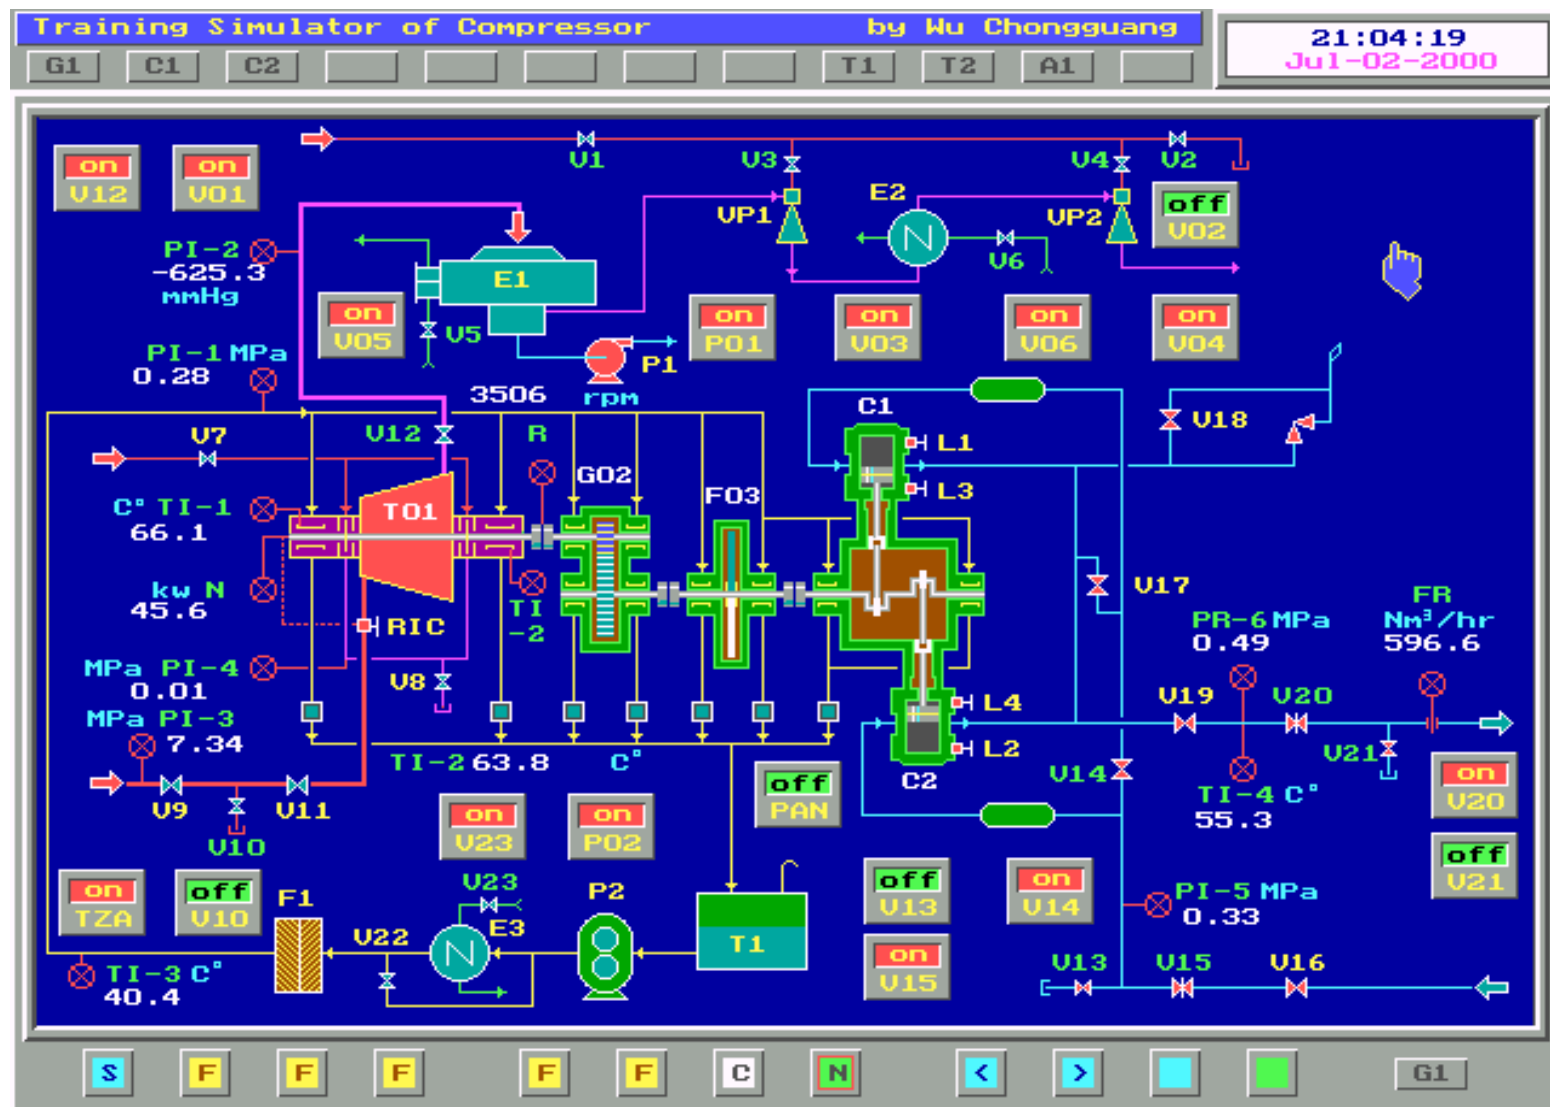 Training Simulator of Compressor by Wu Chongguang
21:04:19
Jul-02-2000
G1 C1 C2 T1 T2 A1
V1 V3 V4 V2
on V12
on V01
E2
VP1 VP2
off V02
PI-2
-625.3
mmHg
E1
V6
on V05
V5
P1
on P01
on V03
on V06
on V04
PI-1 MPa
0.28
3506 rpm
C1
V7
V12
R
V18
L1
GO2
L3
FO3
C° TI-1
66.1
TO1
kw N
45.6
TI
-2
V17
RIC
PR-6 MPa
0.49
FR
Nm³/hr
596.6
MPa PI-4
0.01
V8
V19 V20
L4
MPa PI-3
7.34
L2
V21
TI-2 63.8 C°
C2
V14
off PAN
TI-4 C°
55.3
on V20
V9 V11
V10
on V23
on P02
off V21
on TZA
off V10
F1
V23
P2
off V13
on V14
PI-5 MPa
0.33
V22
E3
T1
on V15
TI-3 C°
40.4
V13 V15 V16
S F F F F F C N < > G1